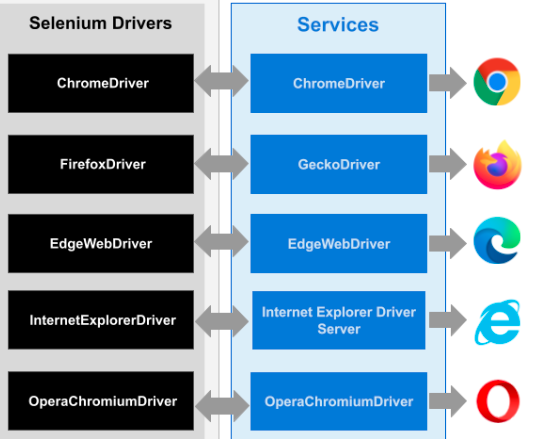 Selenium Drivers
Services
ChromeDriver
ChromeDriver
FirefoxDriver
GeckoDriver
EdgeWebDriver
EdgeWebDriver
InternetExplorerDriver
Internet Explorer Driver
Server
OperaChromiumDriver
OperaChromiumDriver